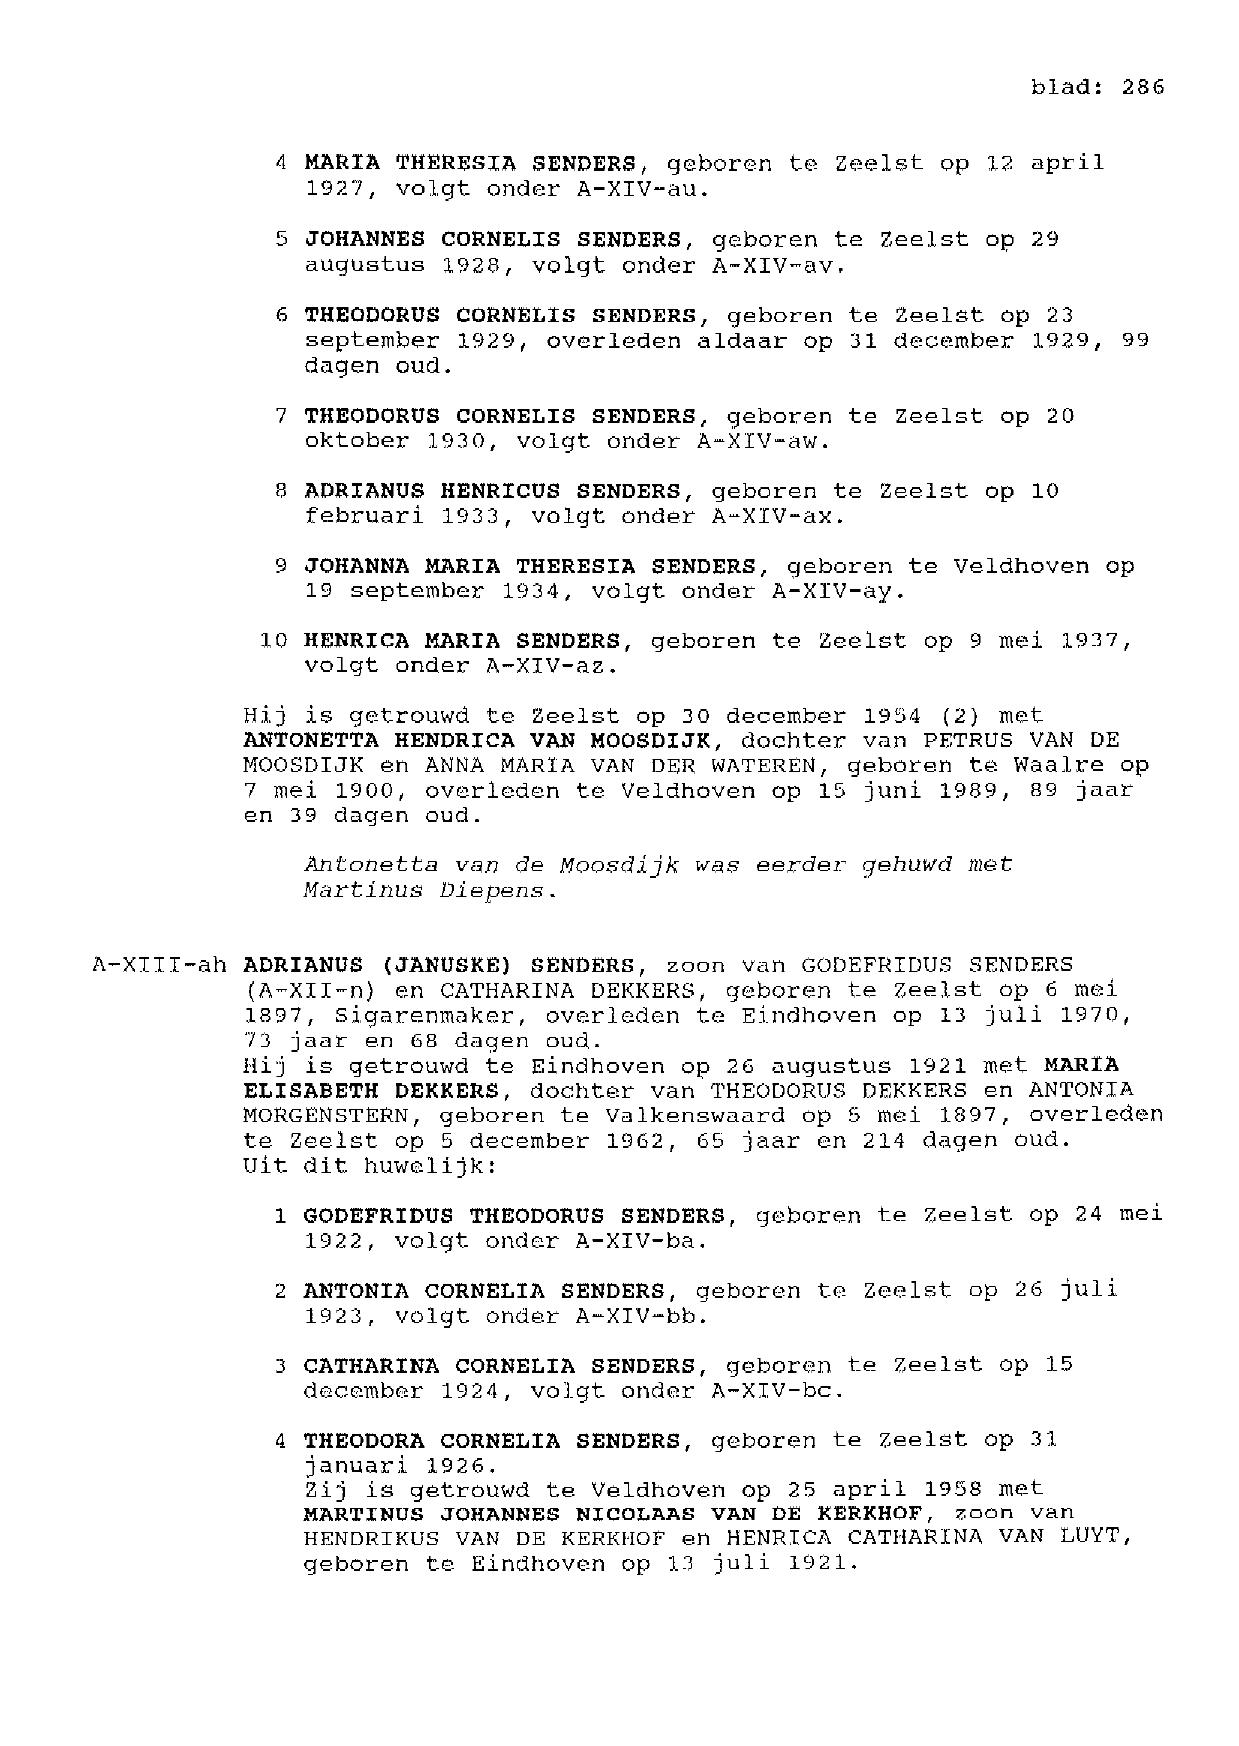 blad: 286
4 MARIA THERESIA SENDERS, geboren te Zeelst op 12 april
1927, volgt onder A-XIV-au.
5 JOHANNES CORNELIS SENDERS, geboren te Zeelst op 29
augustus 1928, volgt onder A-XIV-av.
6 THEODORUS CORNELIS SENDERS, geboren te Zeelst op 23
september 1929, overleden aldaar op 31 december 1929, 99
dagen oud.
7 THEODORUS CORNELIS SENDERS, geboren te Zeelst op 20
oktober 1930, volgt onder A-XIV-aw.
8 ADRIANUS HENRICUS SENDERS, geboren te Zeelst op 10
februari 1933, volgt onder A-XIV-ax.
9 JOHANNA MARIA THERESIA SENDERS, geboren te Veldhoven op
19 september 1934, volgt onder A-XIV-ay.
10 HENRICA MARIA SENDERS, geboren te Zeelst op 9 mei 1937,
volgt onder A-XIV-az.
Hij is getrouwd te Zeelst op 30 december 1954 (2) met
ANTONETTA HENDRICA VAN MOOSDIJK, dochter van PETRUS VAN DE
MOOSDIJK en ANNA MARIA VAN DER WATEREN, geboren te Waalre op
7 mei 1900, overleden te Veldhoven op 15 juni 1989, 89 jaar
en 39 dagen oud.
Antonetta van de Moosdijk was eerder gehuwd met
Martinus Diepens.
A-XIII-ah ADRIANUS (JANUSKE) SENDERS, zoon van GODEFRIDUS SENDERS
(A-XII-n) en CATHARINA DEKKERS, geboren te Zeelst op 6 mei
1897, Sigarenmaker, overleden te Eindhoven op 13 juli 1970,
73 jaar en 68 dagen oud.
Hij is getrouwd te Eindhoven op 26 augustus 1921 met MARIA
ELISABETH DEKKERS, dochter van THEODORUS DEKKERS en ANTONIA
MORGENSTERN, geboren te Valkenswaard op 5 mei 1897, overleden
te Zeelst op 5 december 1962, 65 jaar en 214 dagen oud.
Uit dit huwelijk:
1 GODEFRIDUS THEODORUS SENDERS, geboren te Zeelst op 24 mei
1922, volgt onder A-XIV-ba.
2 ANTONIA CORNELIA SENDERS, geboren te Zeelst op 26 juli
1923, volgt onder A-XIV-bb.
3 CATHARINA CORNELIA SENDERS, geboren te Zeelst op 15
december 1924, volgt onder A-XIV-bc.
4 THEODORA CORNELIA SENDERS, geboren te Zeelst op 31
januari 1926.
Zij is getrouwd te Veldhoven op 25 april 1958 met
MARTINUS JOHANNES NICOLAAS VAN DE KERKHOF, zoon van
HENDRIKUS VAN DE KERKHOF en HENRICA CATHARINA VAN LUYT,
geboren te Eindhoven op 13 juli 1921.